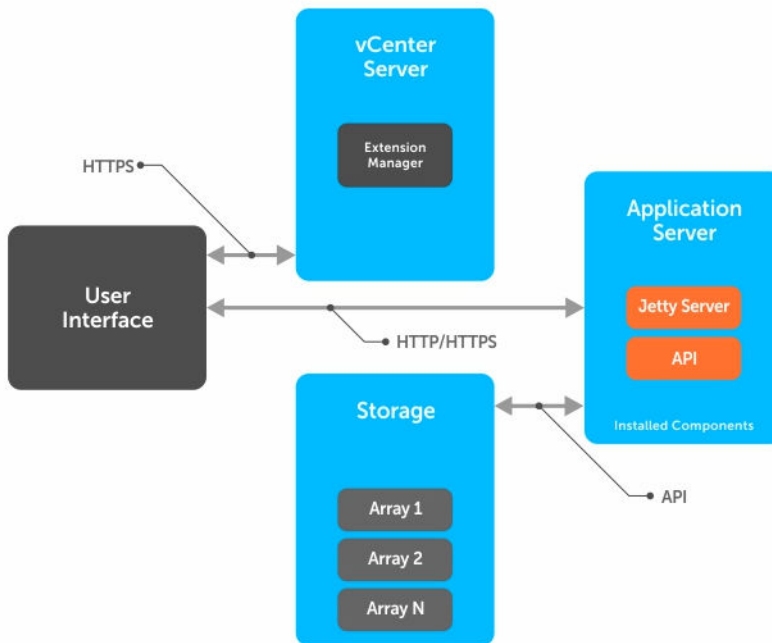 vCenter
Server
Extension
Manager
HTTPS
Application
Server
User
Interface
Jetty Server
HTTP/HTTPS
API
Storage
Installed Components
API
Array 1
Array 2
Array N